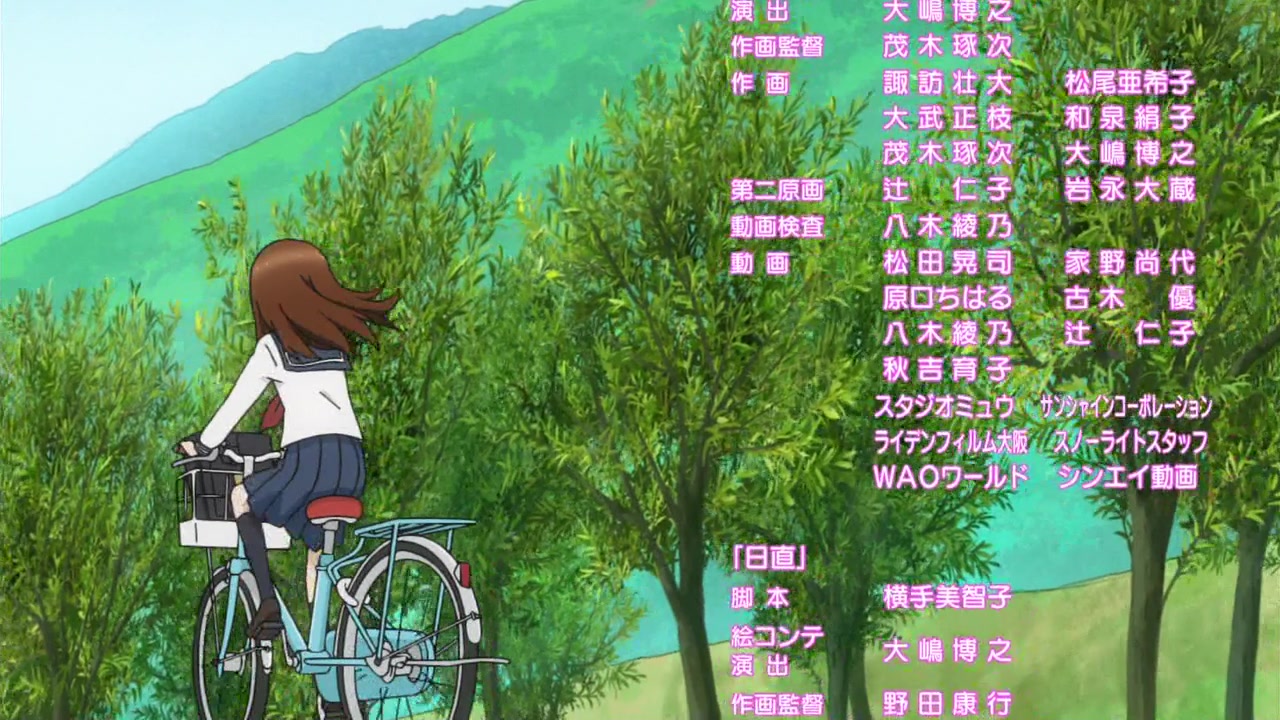 演出 大嶋博之
作画監督 茂木琢次
作画 諏訪壮大 松尾亜希子
大武正枝 和泉絹子
茂木琢次 大嶋博之
第二原画 辻 仁子 岩永大蔵
動画検査 八木綾乃
動画 松田晃司 家野尚代
原口ちはる 古木 優
八木綾乃 辻 仁子
秋吉育子
スタジオミュウ サンシャインコーポレーション
ライデンフィルム大阪 スノーライトスタッフ
WAOワールド シンエイ動画
「日直」
脚本 横手美智子
絵コンテ
演出 大嶋博之
作画監督 野田康行